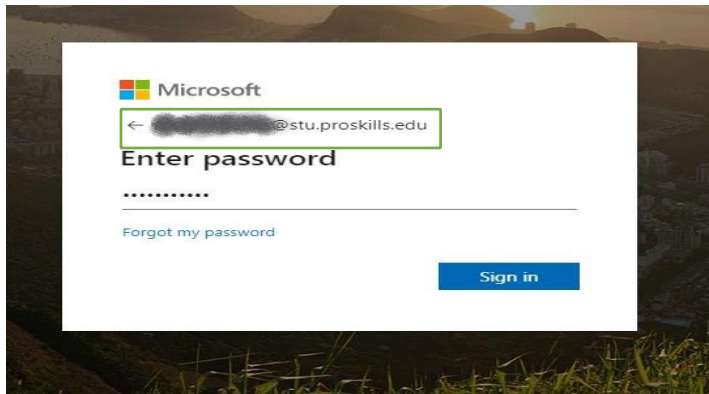 Microsoft
← @stu.proskills.edu
Enter password
•••••••••••
Forgot my password
Sign in